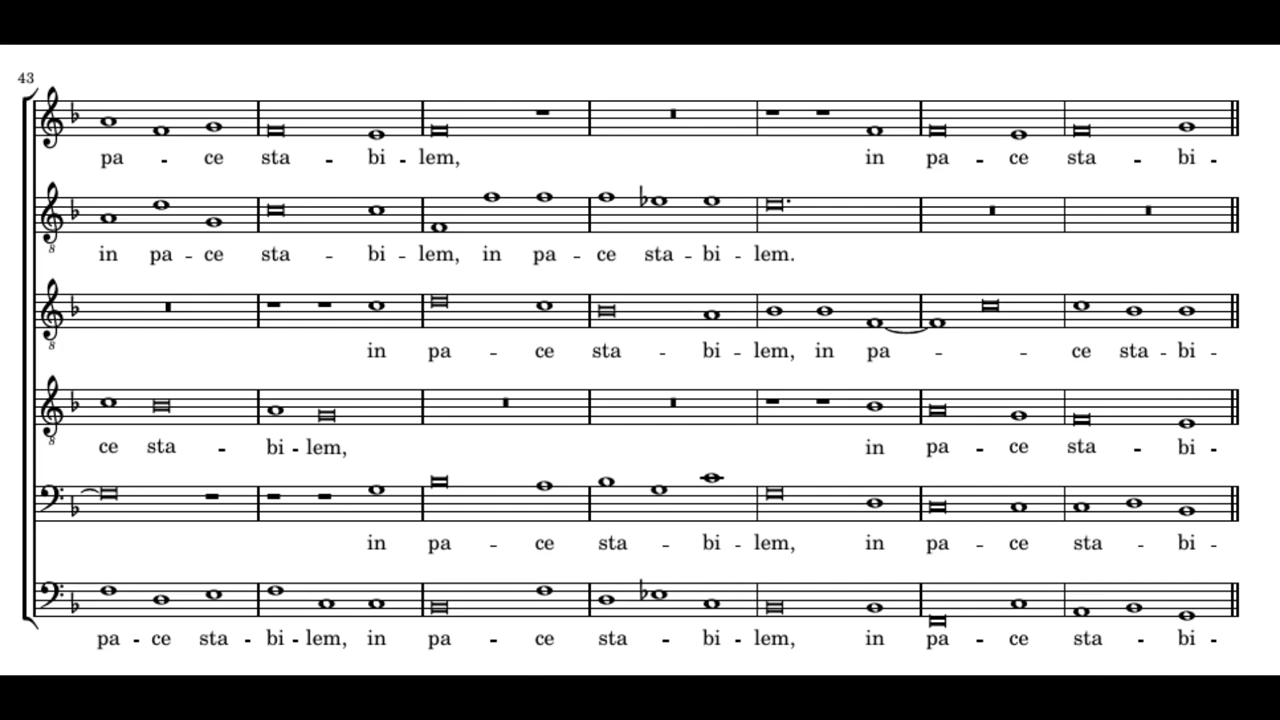 43
pa - ce sta - bi - lem, in pa - ce sta - bi -
8
in pa - ce sta - bi - lem, in pa - ce sta - bi - lem.
8
in pa - ce sta - bi - lem, in pa - - ce sta - bi -
8
ce sta - bi - lem, in pa - ce sta - bi -
in pa - ce sta - bi - lem, in pa - ce sta - bi -
pa - ce sta - bi - lem, in pa - ce sta - bi - lem, in pa - ce sta - bi -